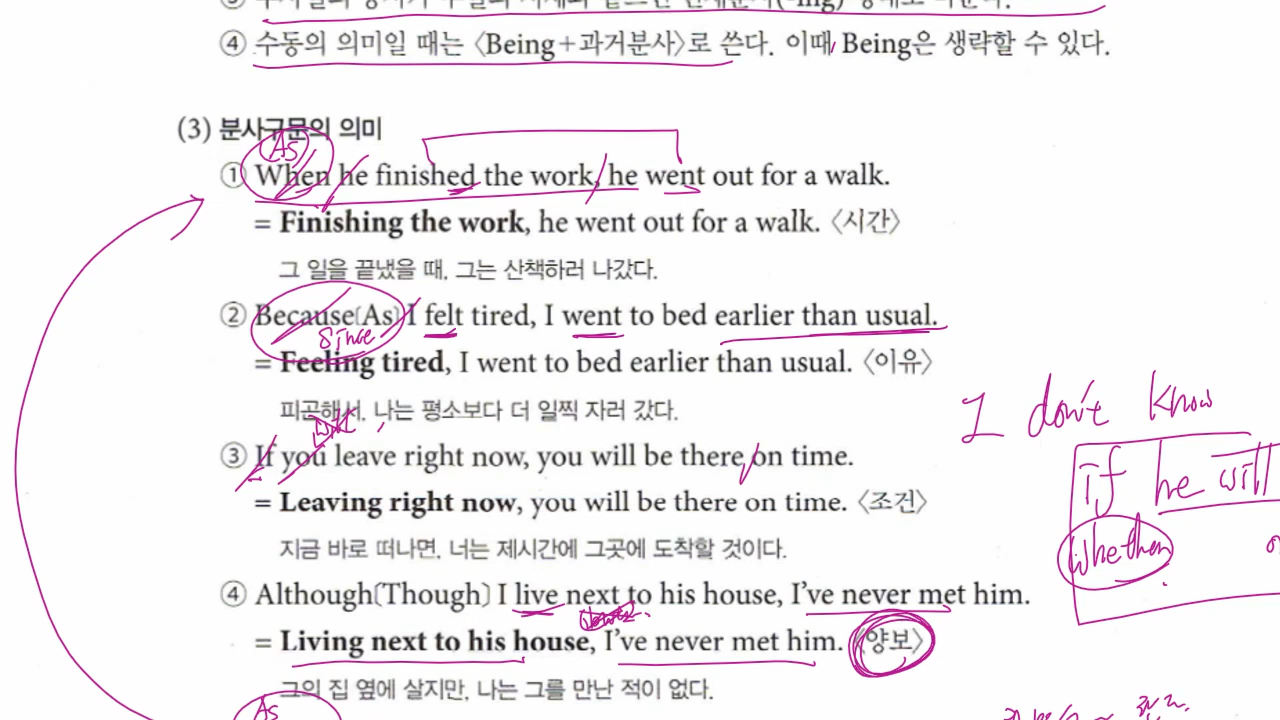 ④ 수동의 의미일 때는 〈Being+과거분사〉로 쓴다. 이때 Being은 생략할 수 있다.
(3) 분사구문의 의미
As
① When he finished the work, he went out for a walk.
= Finishing the work, he went out for a walk. 〈시간〉
그 일을 끝냈을 때, 그는 산책하러 나갔다.
② Because〔As〕 I felt tired, I went to bed earlier than usual.
Since
= Feeling tired, I went to bed earlier than usual. 〈이유〉
피곤해서, 나는 평소보다 더 일찍 자러 갔다.
I don't know
will
③ If you leave right now, you will be there on time.
if he will
= Leaving right now, you will be there on time. 〈조건〉
whether
지금 바로 떠나면, 너는 제시간에 그곳에 도착할 것이다.
④ Although〔Though〕 I live next to his house, I've never met him.
= Living next to his house, I've never met him. 〈양보〉
그의 집 옆에 살지만, 나는 그를 만난 적이 없다.
As